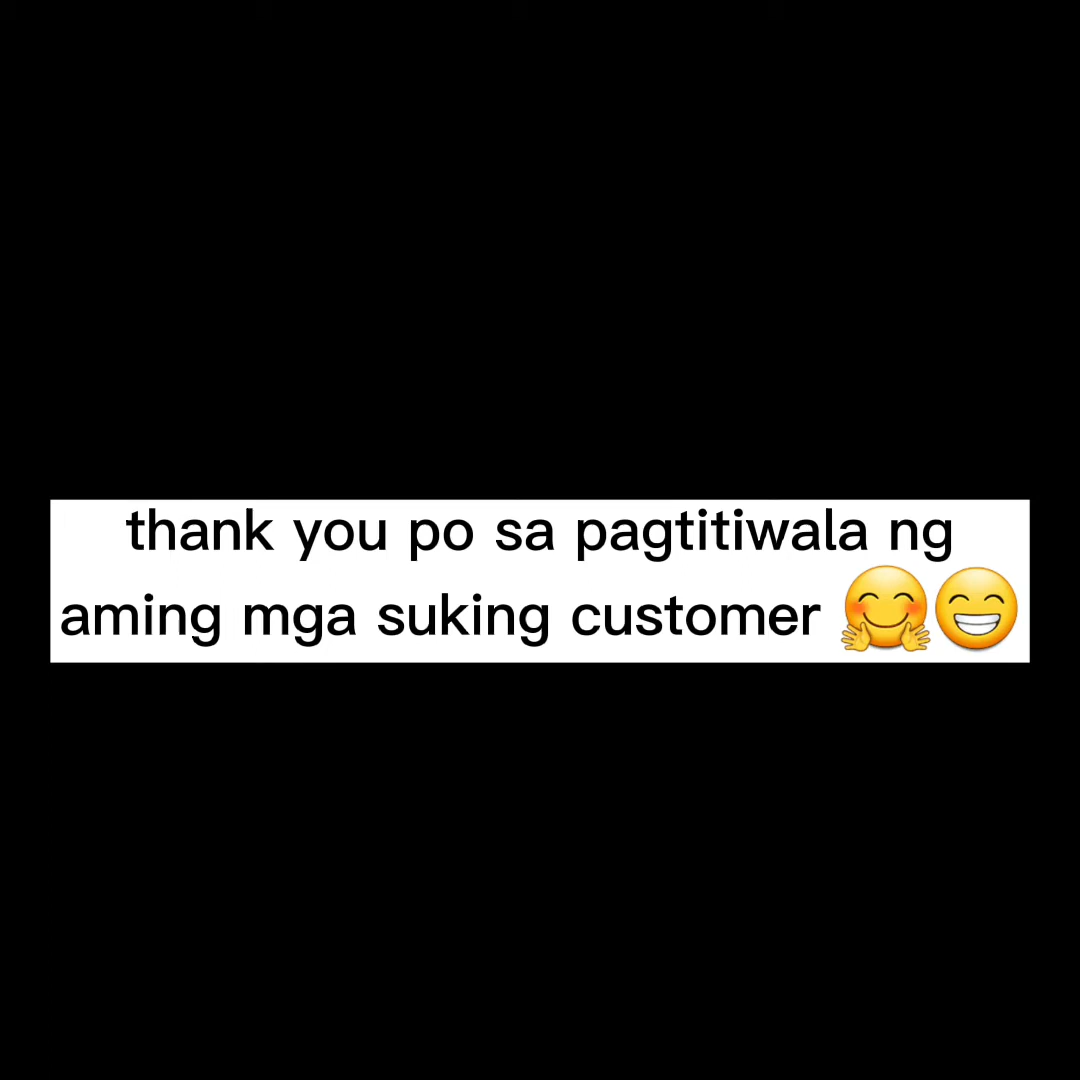 thank you po sa pagtitiwala ng
aming mga suking customer 🤗😁